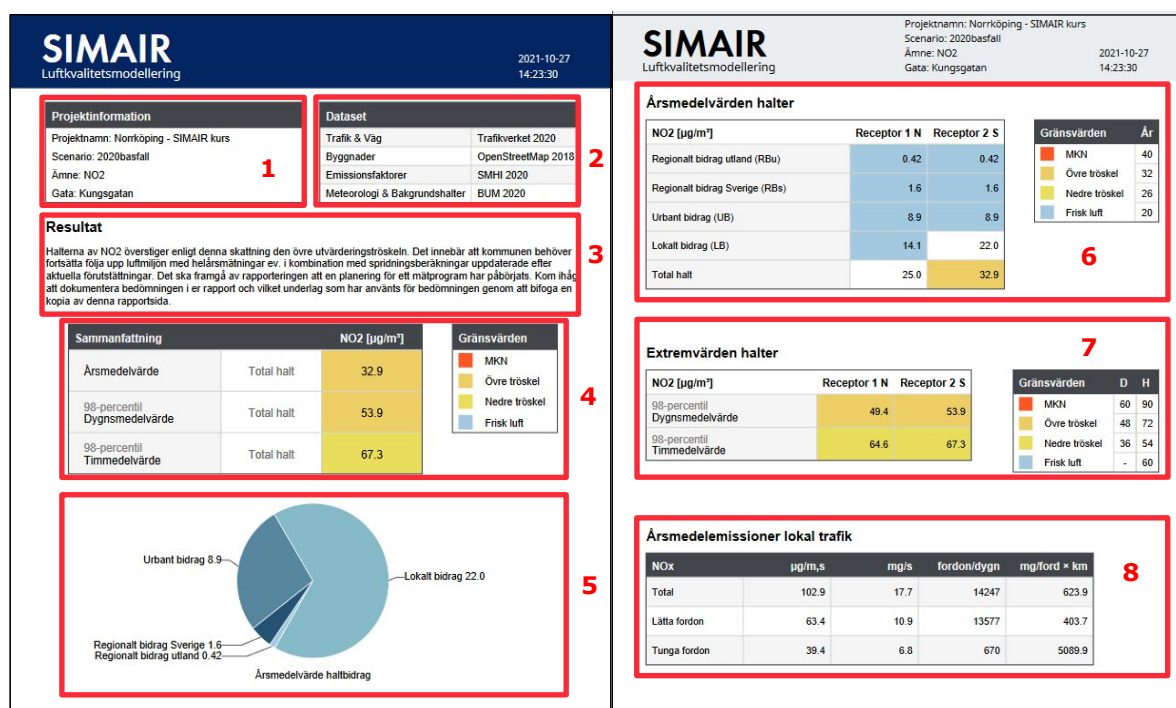 SIMAIR
Luftkvalitetsmodellering
2021-10-27
14:23:30
Projektinformation
Projektnamn: Norrköping - SIMAIR kurs
Scenario: 2020basfall
Ämne: NO2
Gata: Kungsgatan
1
Dataset
Trafik & Väg Trafikverket 2020
Byggnader OpenStreetMap 2018
Emissionsfaktorer SMHI 2020
Meteorologi & Bakgrundshalter BUM 2020
2
Resultat
Halterna av NO2 överstiger enligt denna skattning den övre utvärderingströskeln. Det innebär att kommunen behöver
fortsätta följa upp luftmiljön med helårsmätningar ev. i kombination med spridningsberäkningar uppdaterade efter
aktuella förutstättningar. Det ska framgå av rapporteringen att en planering för ett mätprogram har påbörjats. Kom ihåg
att dokumentera bedömningen i er rapport och vilket underlag som har använts för bedömningen genom att bifoga en
kopia av denna rapportsida.
3
Sammanfattning NO2 [µg/m³]
Årsmedelvärde Total halt 32.9
98-percentil
Dygnsmedelvärde Total halt 53.9
98-percentil
Timmedelvärde Total halt 67.3
Gränsvärden
MKN
Övre tröskel
Nedre tröskel
Frisk luft
4
Urbant bidrag 8.9
Lokalt bidrag 22.0
Regionalt bidrag Sverige 1.6
Regionalt bidrag utland 0.42
Årsmedelvärde haltbidrag
5
SIMAIR
Luftkvalitetsmodellering
Projektnamn: Norrköping - SIMAIR kurs
Scenario: 2020basfall
Ämne: NO2 2021-10-27
Gata: Kungsgatan 14:23:30
Årsmedelvärden halter
NO2 [µg/m³] Receptor 1 N Receptor 2 S
Regionalt bidrag utland (RBu) 0.42 0.42
Regionalt bidrag Sverige (RBs) 1.6 1.6
Urbant bidrag (UB) 8.9 8.9
Lokalt bidrag (LB) 14.1 22.0
Total halt 25.0 32.9
Gränsvärden År
MKN 40
Övre tröskel 32
Nedre tröskel 26
Frisk luft 20
6
Extremvärden halter
7
NO2 [µg/m³] Receptor 1 N Receptor 2 S
98-percentil
Dygnsmedelvärde 49.4 53.9
98-percentil
Timmedelvärde 64.6 67.3
Gränsvärden D H
MKN 60 90
Övre tröskel 48 72
Nedre tröskel 36 54
Frisk luft - 60
Årsmedelemissioner lokal trafik
NOx µg/m,s mg/s fordon/dygn mg/ford × km
Total 102.9 17.7 14247 623.9
Lätta fordon 63.4 10.9 13577 403.7
Tunga fordon 39.4 6.8 670 5089.9
8